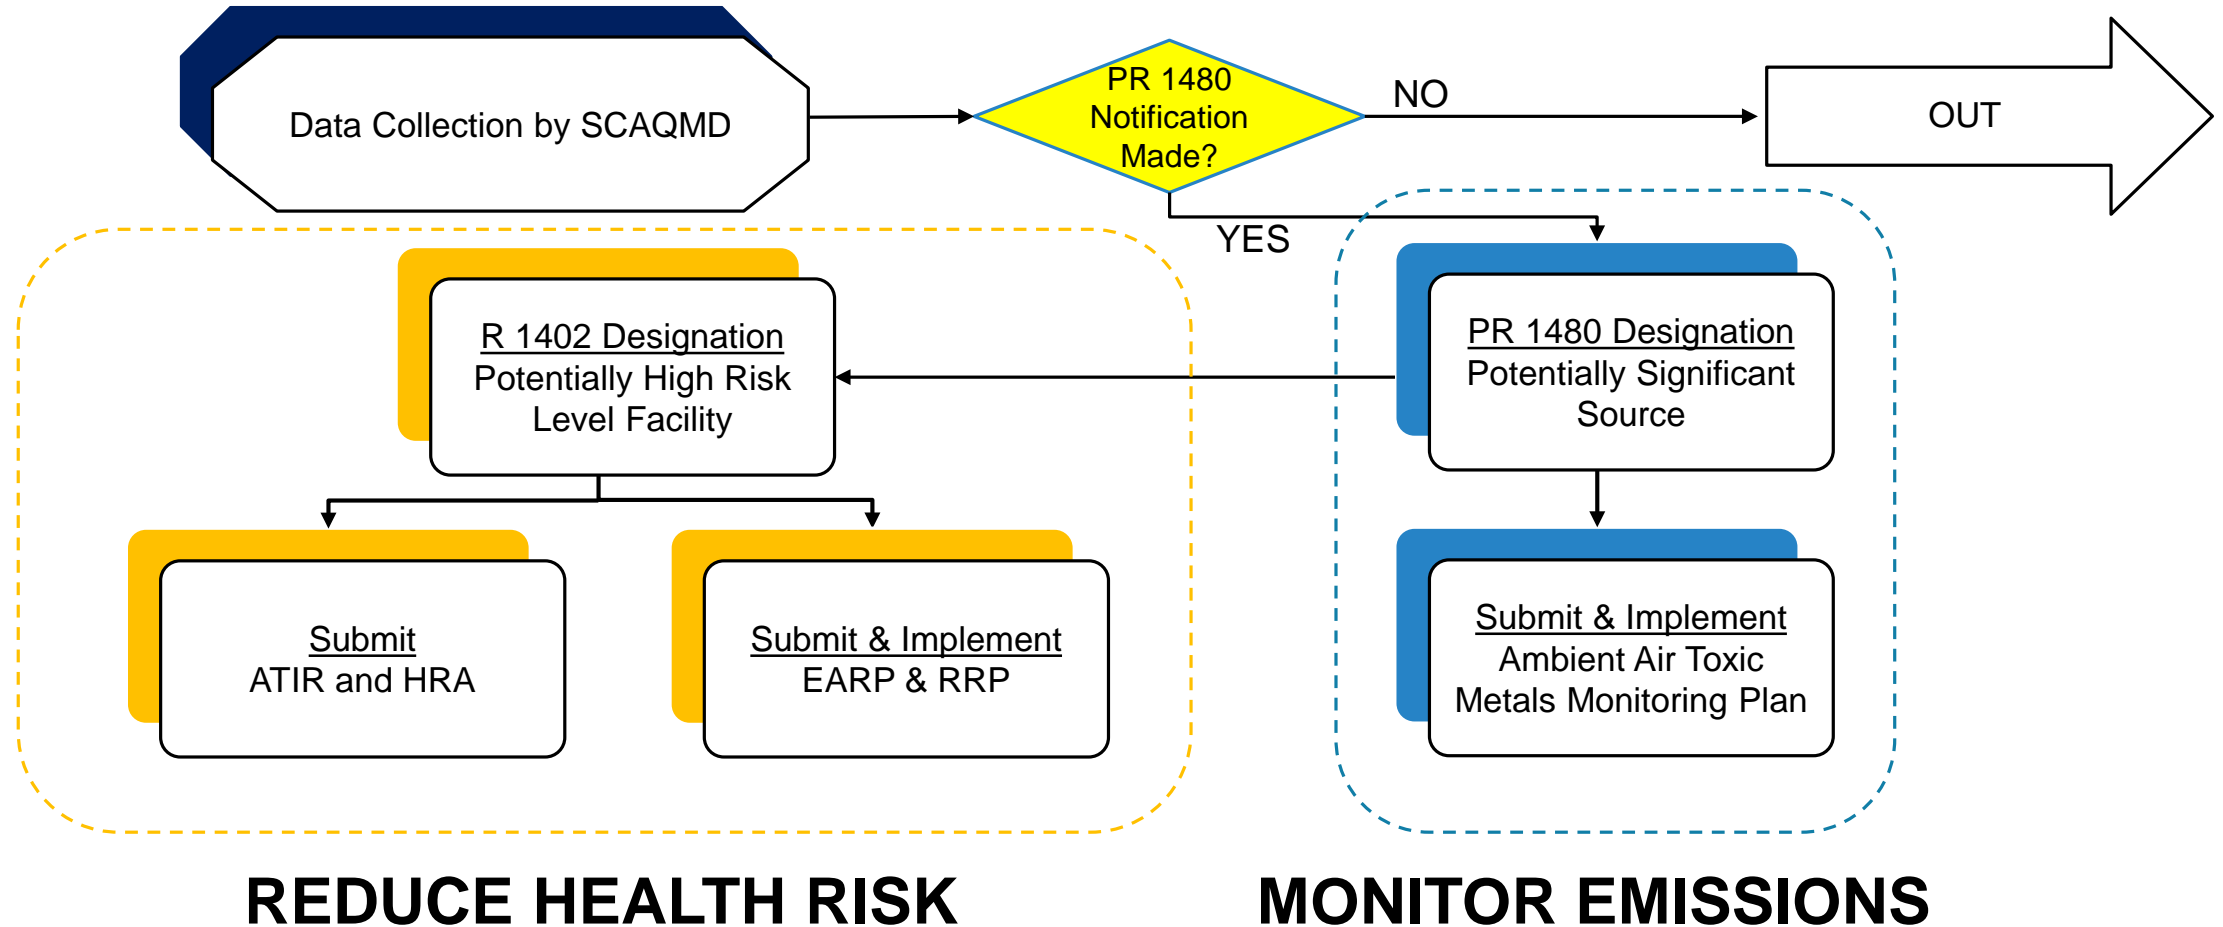 Data Collection by SCAQMD
PR 1480
Notification
Made?
NO
OUT
YES
R 1402 Designation
Potentially High Risk
Level Facility
PR 1480 Designation
Potentially Significant
Source
Submit
ATIR and HRA
Submit & Implement
EARP & RRP
Submit & Implement
Ambient Air Toxic
Metals Monitoring Plan
REDUCE HEALTH RISK
MONITOR EMISSIONS